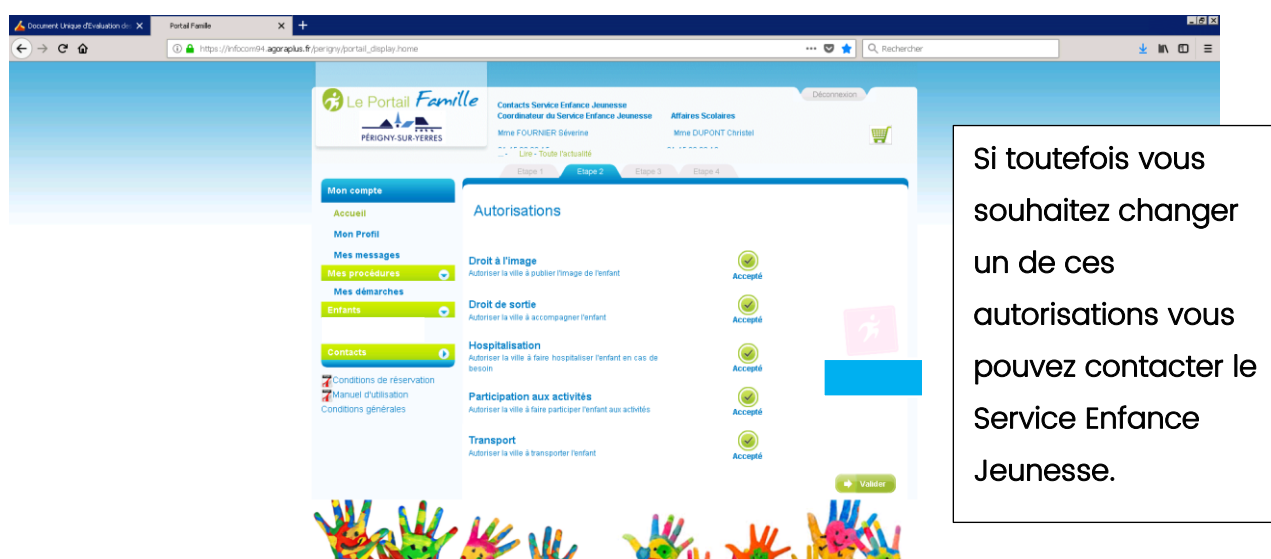 Document Unique d'Evaluation de
Portail Famille
https://infocom94.agoraplus.fr/perigny/portail_display.home
Rechercher
Déconnexion
Le Portail Famille
PÉRIGNY-SUR-YERRES
Contacts Service Enfance Jeunesse
Coordinateur du Service Enfance Jeunesse
Affaires Scolaires
Mme FOURNIER Séverine
Mme DUPONT Christel
... - Lire - Toute l'actualité
Etape 1
Etape 2
Etape 3
Etape 4
Mon compte
Accueil
Mon Profil
Mes messages
Mes procédures
Mes démarches
Enfants
Contacts
Conditions de réservation
Manuel d'utilisation
Conditions générales
Autorisations
Droit à l'image
Autoriser la ville à publier l'image de l'enfant
Accepté
Droit de sortie
Autoriser la ville à accompagner l'enfant
Accepté
Hospitalisation
Autoriser la ville à faire hospitaliser l'enfant en cas de
besoin
Accepté
Participation aux activités
Autoriser la ville à faire participer l'enfant aux activités
Accepté
Transport
Autoriser la ville à transporter l'enfant
Accepté
Valider
Si toutefois vous
souhaitez changer
un de ces
autorisations vous
pouvez contacter le
Service Enfance
Jeunesse.